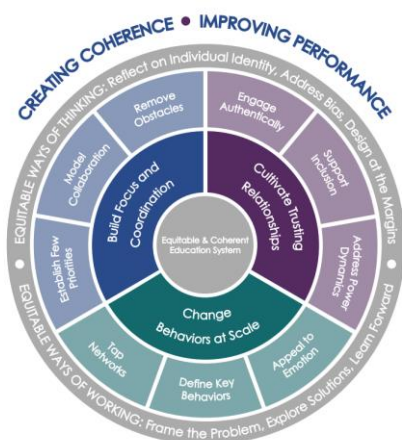 CREATING COHERENCE • IMPROVING PERFORMANCE
EQUITABLE WAYS OF THINKING: Reflect on Individual Identity, Address Bias, Design at the Margins
EQUITABLE WAYS OF WORKING: Frame the Problem, Explore Solutions, Learn Forward
Remove
Obstacles
Engage
Authentically
Model
Collaboration
Support
Inclusion
Establish Few
Priorities
Address Power
Dynamics
Build Focus and
Coordination
Cultivate Trusting
Relationships
Equitable & Coherent
Education System
Change
Behaviors at Scale
Tap
Networks
Define Key
Behaviors
Appeal to
Emotion